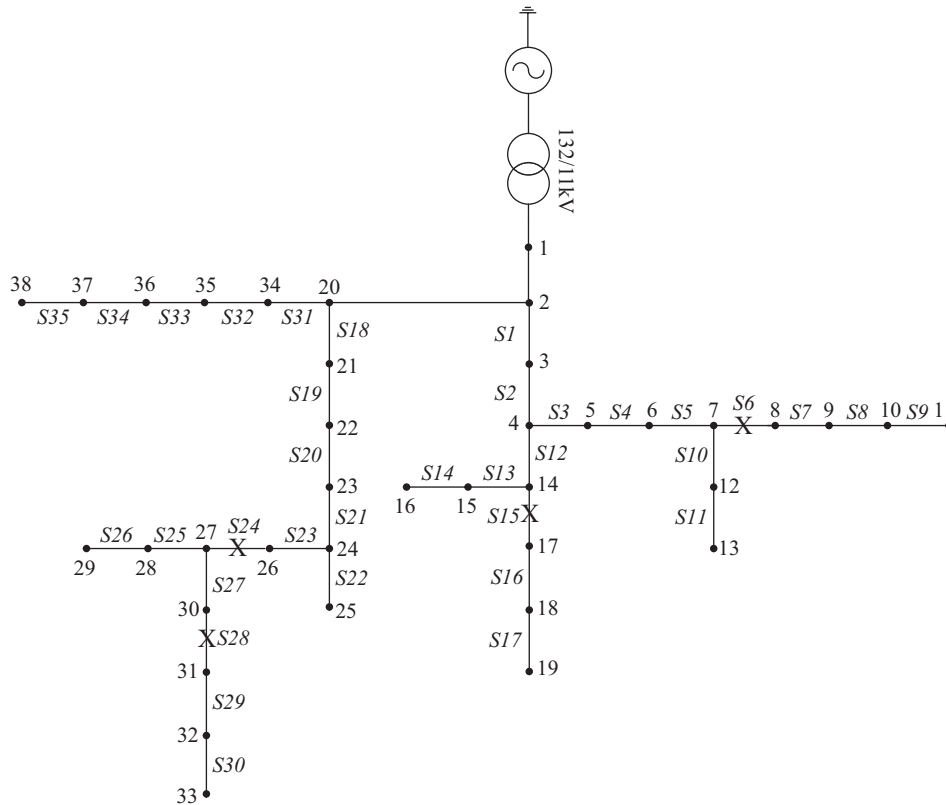 132/11kV
1
38 37 36 35 34 20
2
S35 S34 S33 S32 S31
S18 S1
21 3
S19 S2
22 4 S3 5 S4 6 S5 7 S6 8 S7 9 S8 10 S9 1
X
S20 S12 S10
S14 S13
23 14 12
16 15 S15 X
S21 S11
S26 S25 27 S24 S23 24 17 13
X
29 28 26
S27 S22 S16
30 25 18
X S28 S17
31 19
S29
32
S30
33